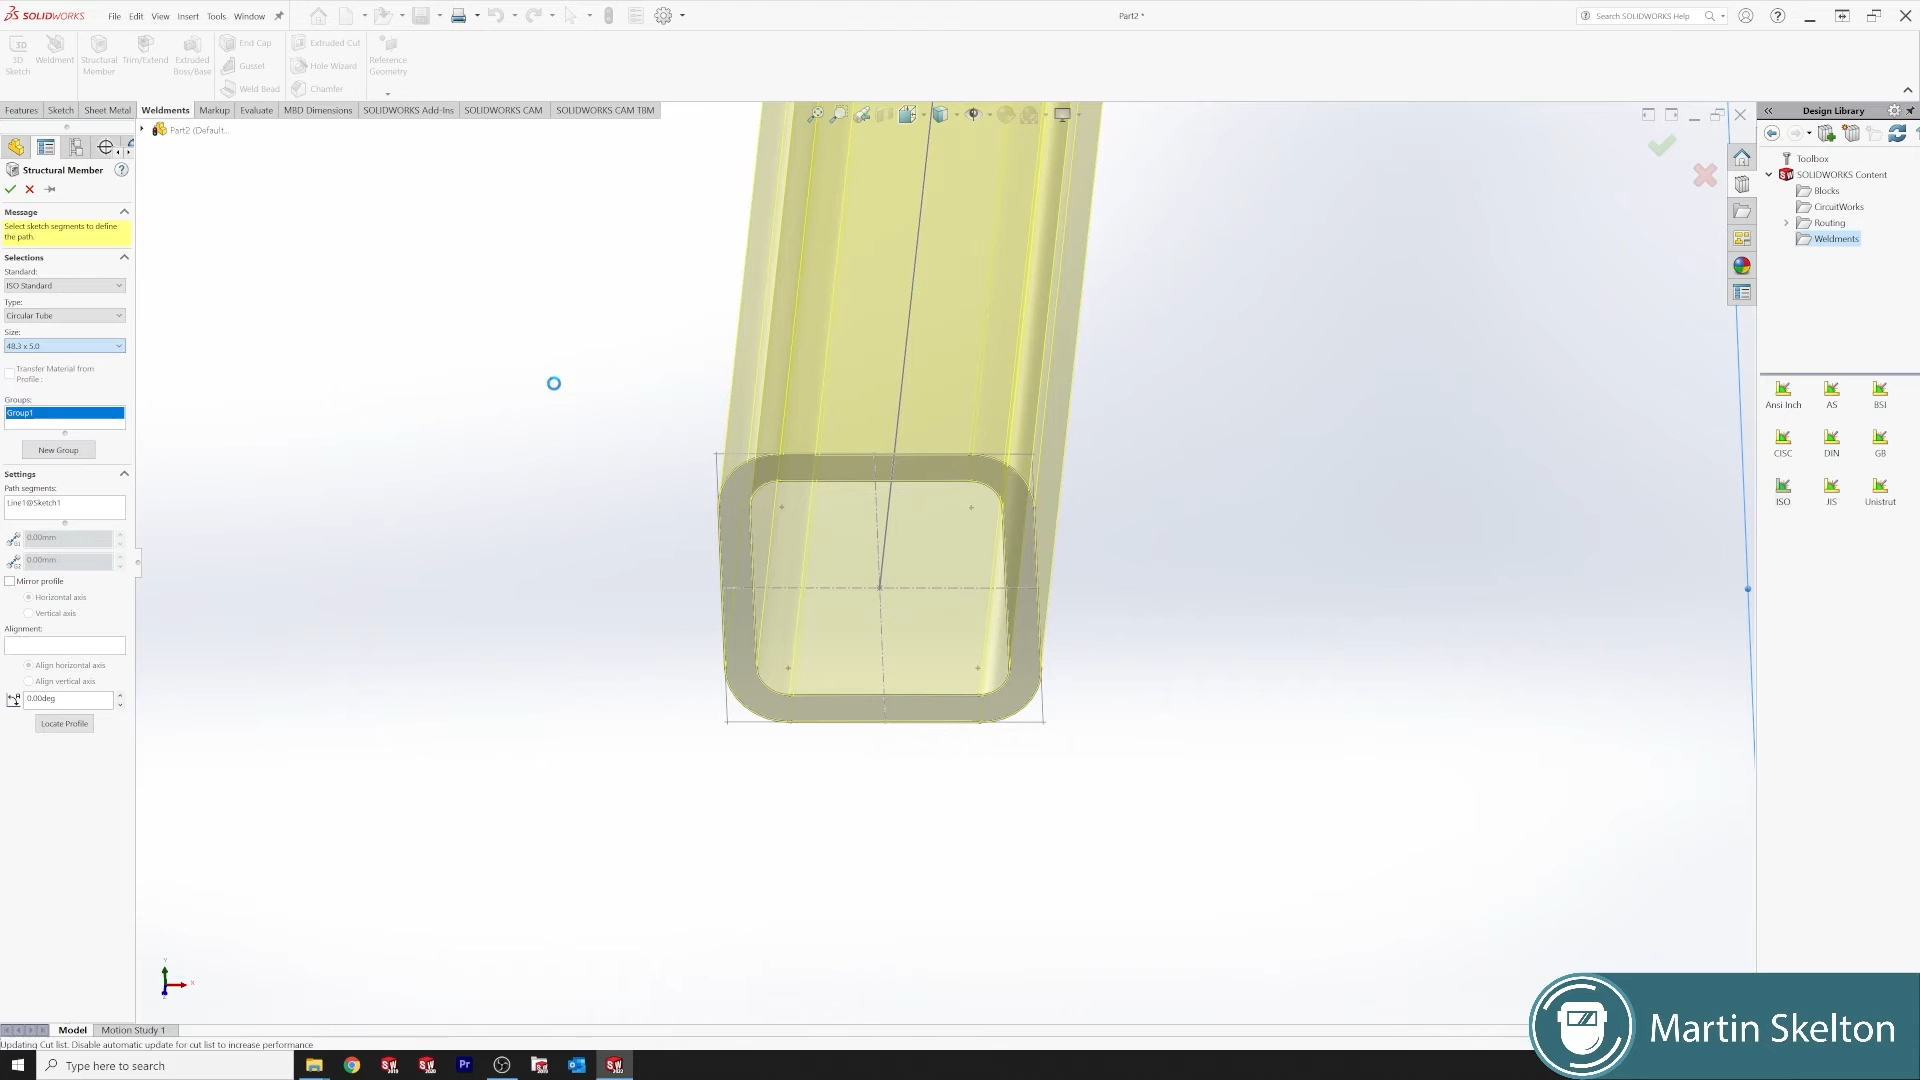 SOLIDWORKS File Edit View Insert Tools Window
Part2 *
Search SOLIDWORKS Help
3D Sketch
Weldment
Structural Member
Trim/Extend
Extruded Boss/Base
End Cap
Gusset
Weld Bead
Extruded Cut
Hole Wizard
Chamfer
Reference Geometry
Features Sketch Sheet Metal Weldments Markup Evaluate MBD Dimensions SOLIDWORKS Add-Ins SOLIDWORKS CAM SOLIDWORKS CAM TBM
Part2 (Default...
Structural Member
Message
Select sketch segments to define
the path.
Selections
Standard:
ISO Standard
Type:
Circular Tube
Size:
48.3 x 5.0
Transfer Material from
Profile :
Groups:
Group1
New Group
Settings
Path segments:
Line1@Sketch1
G1 0.00mm
G2 0.00mm
Mirror profile
Horizontal axis
Vertical axis
Alignment:
Align horizontal axis
Align vertical axis
0.00deg
Locate Profile
Design Library
Toolbox
SOLIDWORKS Content
Blocks
CircuitWorks
Routing
Weldments
Ansi Inch AS BSI
CISC DIN GB
ISO JIS Unistrut
Model Motion Study 1
Updating Cut list. Disable automatic update for cut list to increase performance
Type here to search
Martin Skelton